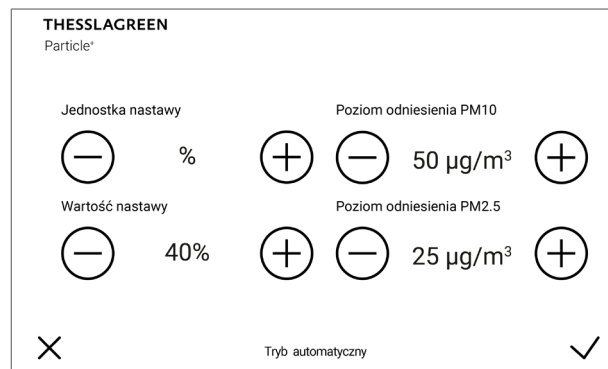 THESSLAGREEN
Particle+
Jednostka nastawy
%
Poziom odniesienia PM10
50 µg/m³
Wartość nastawy
40%
Poziom odniesienia PM2.5
25 µg/m³
Tryb automatyczny